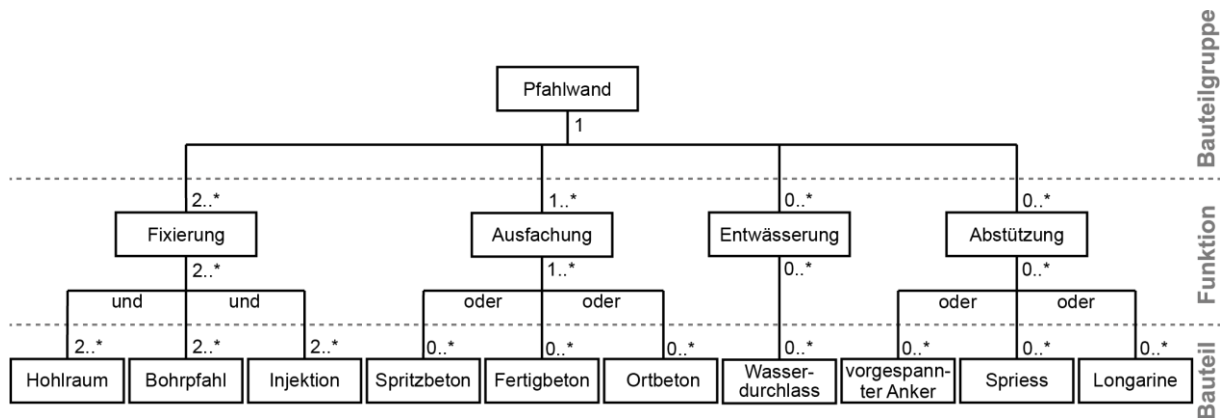 Bauteilgruppe
Pfahlwand
1
2..*
1..*
0..*
0..*
Funktion
Fixierung
Ausfachung
Entwässerung
Abstützung
2..*
1..*
0..*
0..*
und
und
oder
oder
oder
oder
Bauteil
2..*
2..*
2..*
0..*
0..*
0..*
0..*
0..*
0..*
0..*
Hohlraum
Bohrpfahl
Injektion
Spritzbeton
Fertigbeton
Ortbeton
Wasser-
durchlass
vorgespann-
ter Anker
Spriess
Longarine